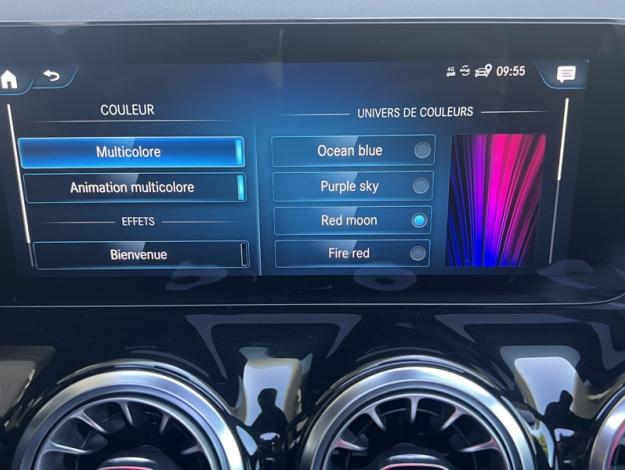 4G 09:55
COULEUR
Multicolore
Animation multicolore
EFFETS
Bienvenue
UNIVERS DE COULEURS
Ocean blue
Purple sky
Red moon
Fire red